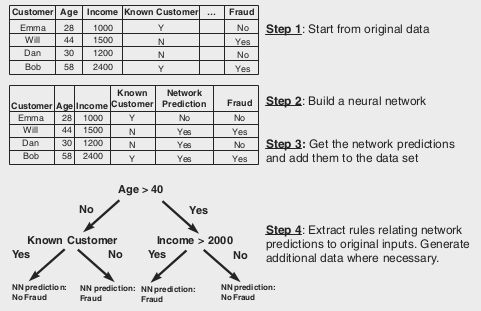 Customer Age Income Known Customer ... Fraud
Emma 28 1000 Y No
Will 44 1500 N Yes
Dan 30 1200 N No
Bob 58 2400 Y Yes
Step 1: Start from original data
Customer Age Income Known Customer Network Prediction Fraud
Emma 28 1000 Y No No
Will 44 1500 N Yes Yes
Dan 30 1200 N Yes No
Bob 58 2400 Y Yes Yes
Step 2: Build a neural network
Step 3: Get the network predictions
and add them to the data set
Age > 40
No Yes
Known Customer Income > 2000
Yes No Yes No
NN prediction:
No Fraud
NN prediction:
Fraud
NN prediction:
Fraud
NN prediction:
No Fraud
Step 4: Extract rules relating network
predictions to original inputs. Generate
additional data where necessary.